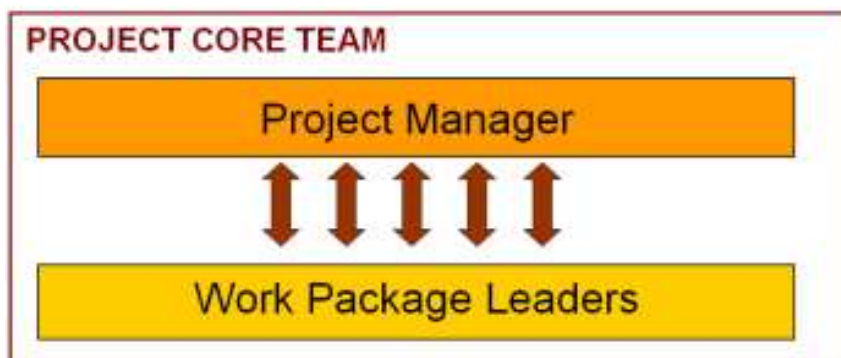 PROJECT CORE TEAM
Project Manager
Work Package Leaders